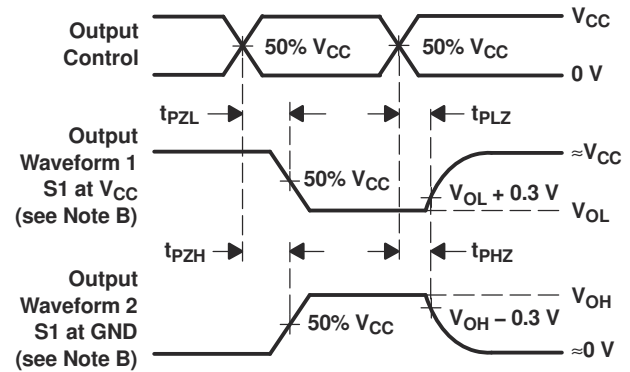 Output
Control
50% VCC
50% VCC
VCC
0 V
tPZL
tPLZ
Output
Waveform 1
S1 at VCC
(see Note B)
50% VCC
≈VCC
VOL + 0.3 V
VOL
tPZH
tPHZ
Output
Waveform 2
S1 at GND
(see Note B)
50% VCC
VOH
VOH − 0.3 V
≈0 V